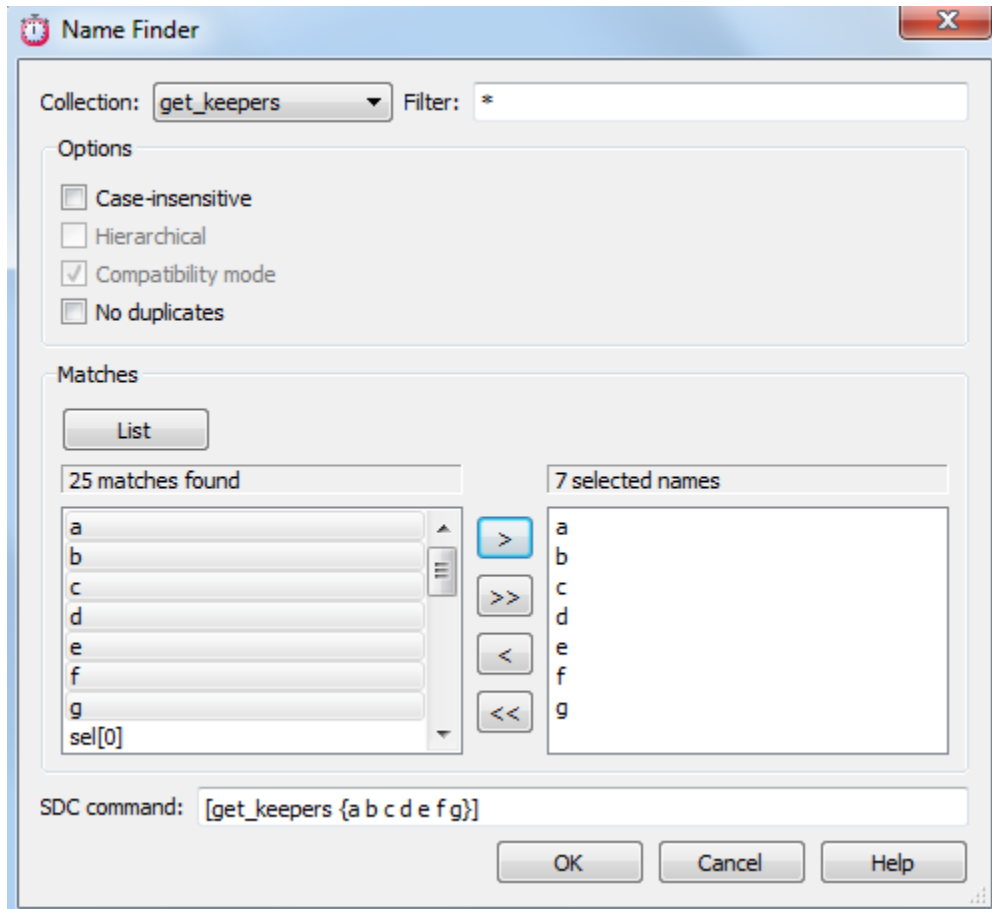 Name Finder
Collection: get_keepers Filter: *
Options
Case-insensitive
Hierarchical
Compatibility mode
No duplicates
Matches
List
25 matches found 7 selected names
a > a
b b
c >> c
d d
e < e
f f
g << g
sel[0]
SDC command: [get_keepers {a b c d e f g}]
OK Cancel Help